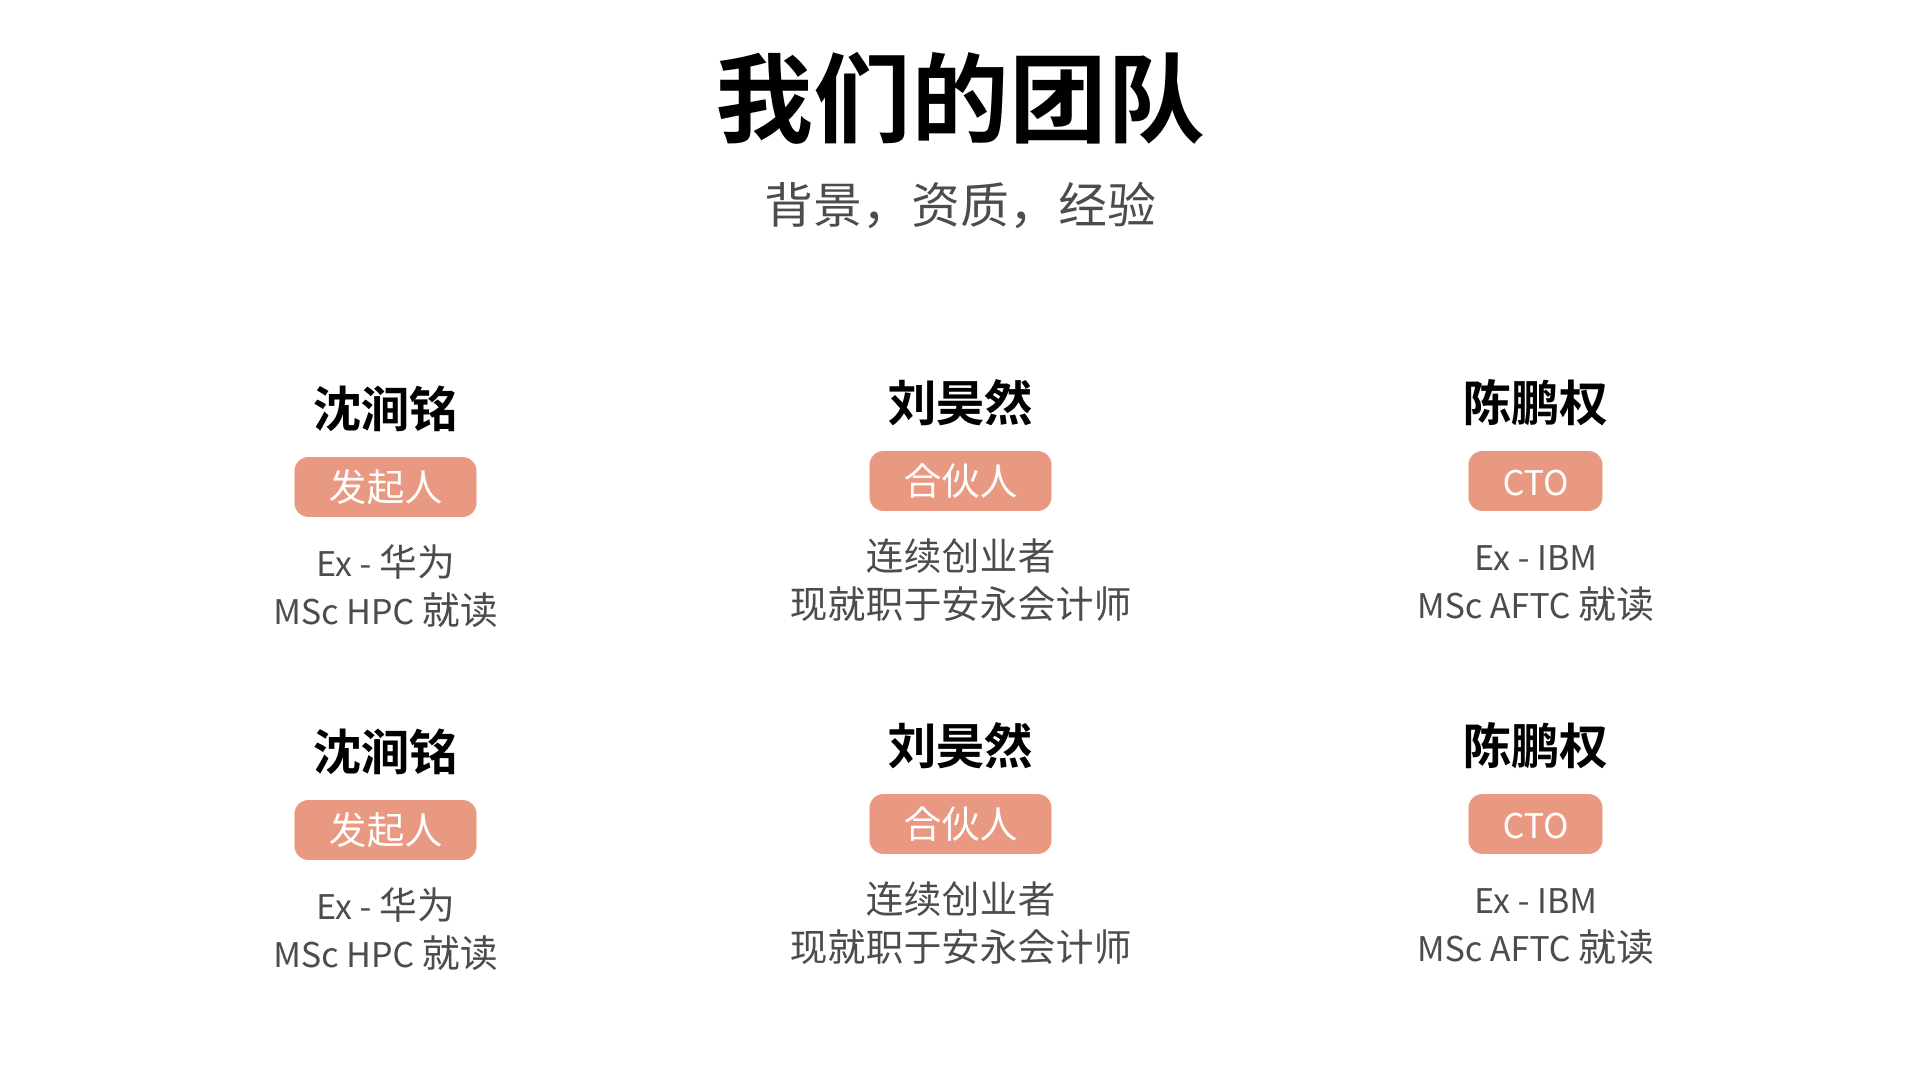 我们的团队
背景，资质，经验
沈涧铭
发起人
Ex - 华为
MSc HPC 就读
刘昊然
合伙人
连续创业者
现就职于安永会计师
陈鹏权
CTO
Ex - IBM
MSc AFTC 就读
沈涧铭
发起人
Ex - 华为
MSc HPC 就读
刘昊然
合伙人
连续创业者
现就职于安永会计师
陈鹏权
CTO
Ex - IBM
MSc AFTC 就读